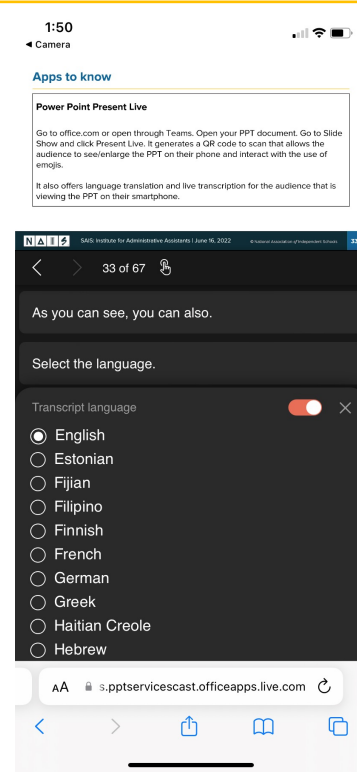 1:50
◄ Camera
Apps to know
Power Point Present Live
Go to office.com or open through Teams. Open your PPT document. Go to Slide
Show and click Present Live. It generates a QR code to scan that allows the
audience to see/enlarge the PPT on their phone and interact with the use of
emojis.
It also offers language translation and live transcription for the audience that is
viewing the PPT on their smartphone.
NAIS SAIS: Institute for Administrative Assistants | June 16, 2022 © National Association of Independent Schools 33
33 of 67
As you can see, you can also.
Select the language.
Transcript language
English
Estonian
Fijian
Filipino
Finnish
French
German
Greek
Haitian Creole
Hebrew
AA s.pptservicescast.officeapps.live.com